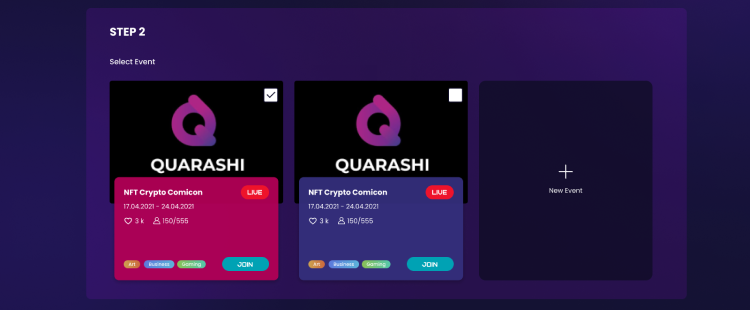 STEP 2
Select Event
QUARASHI
NFT Crypto Comicon
LIVE
17.04.2021 - 24.04.2021
3 k
150/555
Art
Business
Gaming
JOIN
QUARASHI
NFT Crypto Comicon
LIVE
17.04.2021 - 24.04.2021
3 k
150/555
Art
Business
Gaming
JOIN
New Event